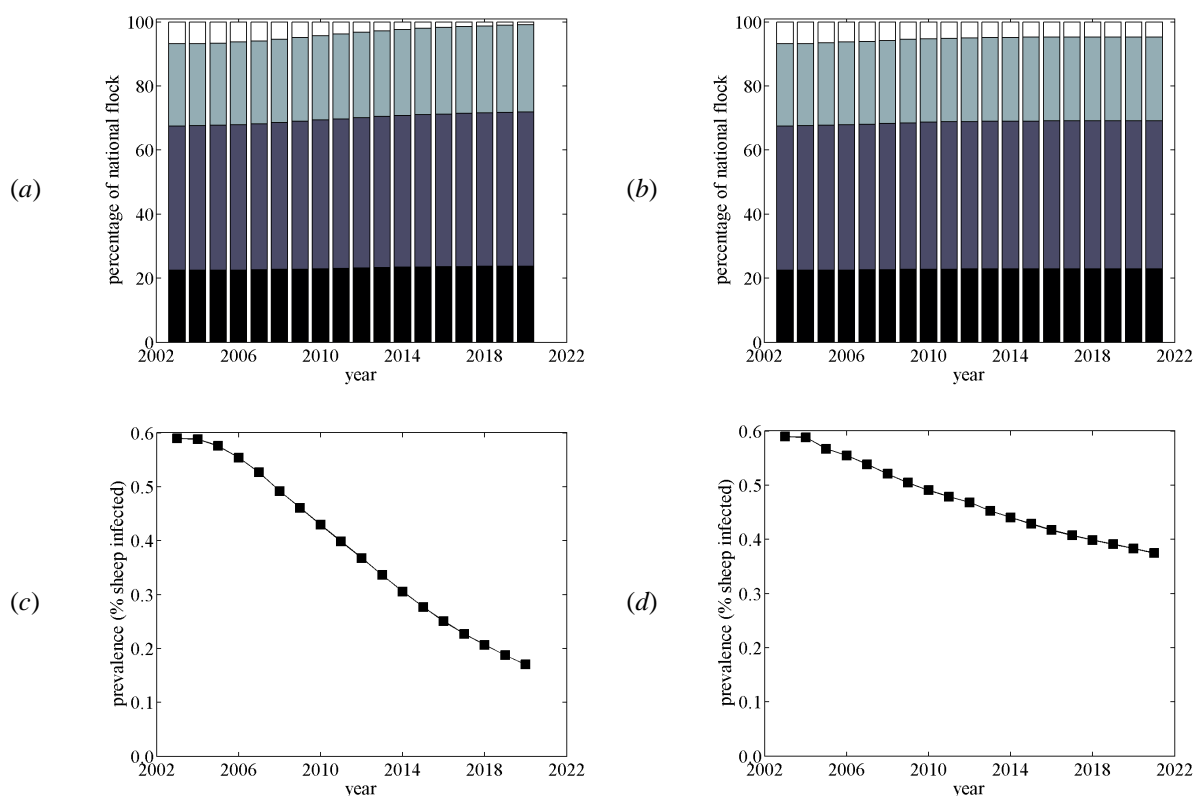 (a)
percentage of national flock
100
80
60
40
20
0
2002 2006 2010 2014 2018 2022
year
(b)
percentage of national flock
100
80
60
40
20
0
2002 2006 2010 2014 2018 2022
year
(c)
prevalence (% sheep infected)
0.6
0.5
0.4
0.3
0.2
0.1
0.0
2002 2006 2010 2014 2018 2022
year
(d)
prevalence (% sheep infected)
0.6
0.5
0.4
0.3
0.2
0.1
0.0
2002 2006 2010 2014 2018 2022
year